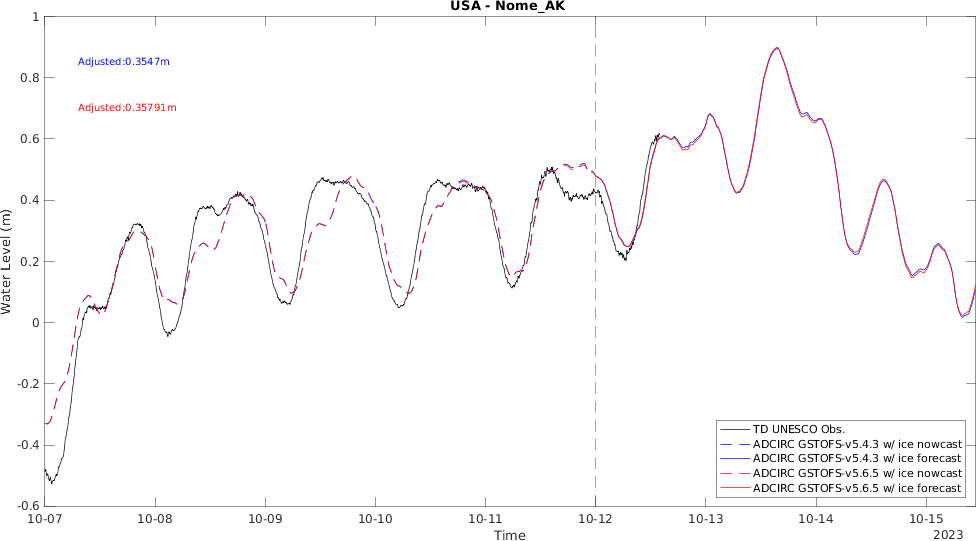 USA - Nome_AK
1
Adjusted:0.3547m
0.8
Adjusted:0.35791m
0.6
0.4
0.2
0
-0.2
-0.4
-0.6
Water Level (m)
TD UNESCO Obs.
ADCIRC GSTOFS-v5.4.3 w/ ice nowcast
ADCIRC GSTOFS-v5.4.3 w/ ice forecast
ADCIRC GSTOFS-v5.6.5 w/ ice nowcast
ADCIRC GSTOFS-v5.6.5 w/ ice forecast
10-07 10-08 10-09 10-10 10-11 10-12 10-13 10-14 10-15
Time
2023